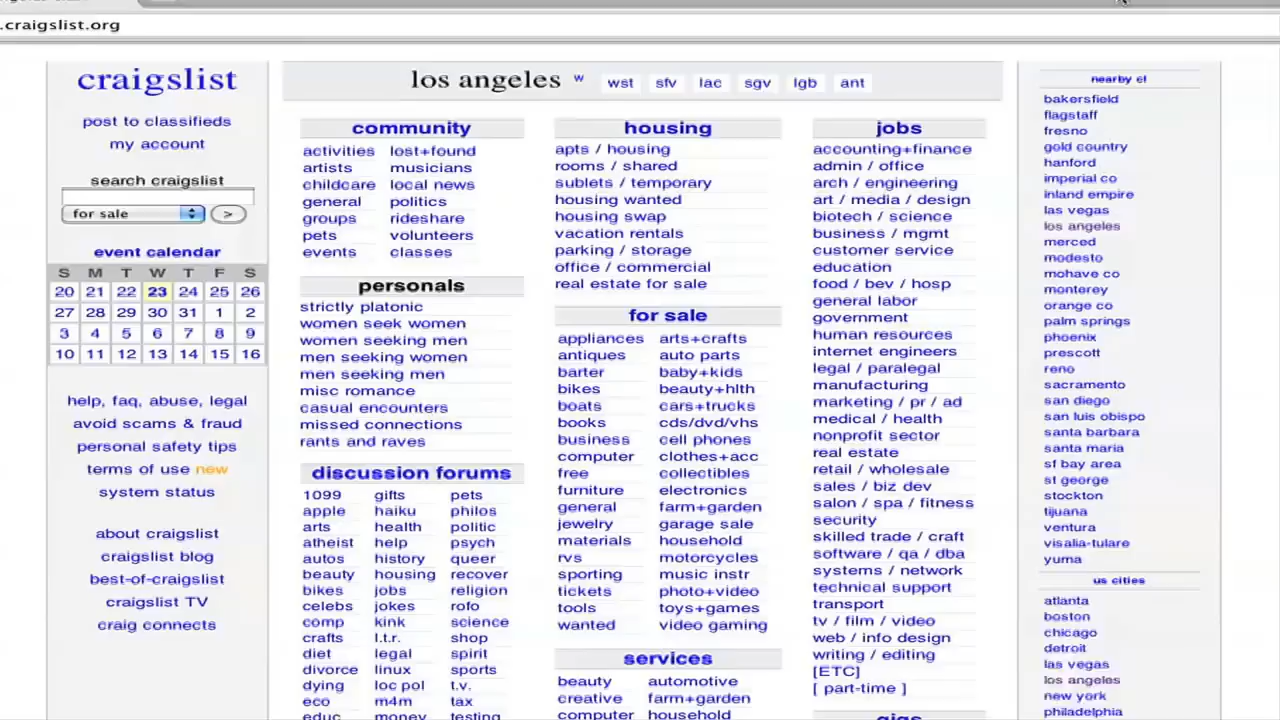 .craigslist.org
craigslist
post to classifieds
my account
search craigslist
for sale
>
event calendar
S M T W T F S
20 21 22 23 24 25 26
27 28 29 30 31 1 2
3 4 5 6 7 8 9
10 11 12 13 14 15 16
help, faq, abuse, legal
avoid scams & fraud
personal safety tips
terms of use new
system status
about craigslist
craigslist blog
best-of-craigslist
craigslist TV
craig connects
los angeles w wst sfv lac sgv lgb ant
community
activities lost+found
artists musicians
childcare local news
general politics
groups rideshare
pets volunteers
events classes
personals
strictly platonic
women seek women
women seeking men
men seeking women
men seeking men
misc romance
casual encounters
missed connections
rants and raves
discussion forums
1099 gifts pets
apple haiku philos
arts health politic
atheist help psych
autos history queer
beauty housing recover
bikes jobs religion
celebs jokes rofo
comp kink science
crafts l.t.r. shop
diet legal spirit
divorce linux sports
dying loc pol t.v.
eco m4m tax
educ money testing
housing
apts / housing
rooms / shared
sublets / temporary
housing wanted
housing swap
vacation rentals
parking / storage
office / commercial
real estate for sale
for sale
appliances arts+crafts
antiques auto parts
barter baby+kids
bikes beauty+hlth
boats cars+trucks
books cds/dvd/vhs
business cell phones
computer clothes+acc
free collectibles
furniture electronics
general farm+garden
jewelry garage sale
materials household
rvs motorcycles
sporting music instr
tickets photo+video
tools toys+games
wanted video gaming
services
beauty automotive
creative farm+garden
computer household
jobs
accounting+finance
admin / office
arch / engineering
art / media / design
biotech / science
business / mgmt
customer service
education
food / bev / hosp
general labor
government
human resources
internet engineers
legal / paralegal
manufacturing
marketing / pr / ad
medical / health
nonprofit sector
real estate
retail / wholesale
sales / biz dev
salon / spa / fitness
security
skilled trade / craft
software / qa / dba
systems / network
technical support
transport
tv / film / video
web / info design
writing / editing
[ETC]
[ part-time ]
gigs
nearby cl
bakersfield
flagstaff
fresno
gold country
hanford
imperial co
inland empire
las vegas
los angeles
merced
modesto
mohave co
monterey
orange co
palm springs
phoenix
prescott
reno
sacramento
san diego
san luis obispo
santa barbara
santa maria
sf bay area
st george
stockton
tijuana
ventura
visalia-tulare
yuma
us cities
atlanta
boston
chicago
detroit
las vegas
los angeles
new york
philadelphia